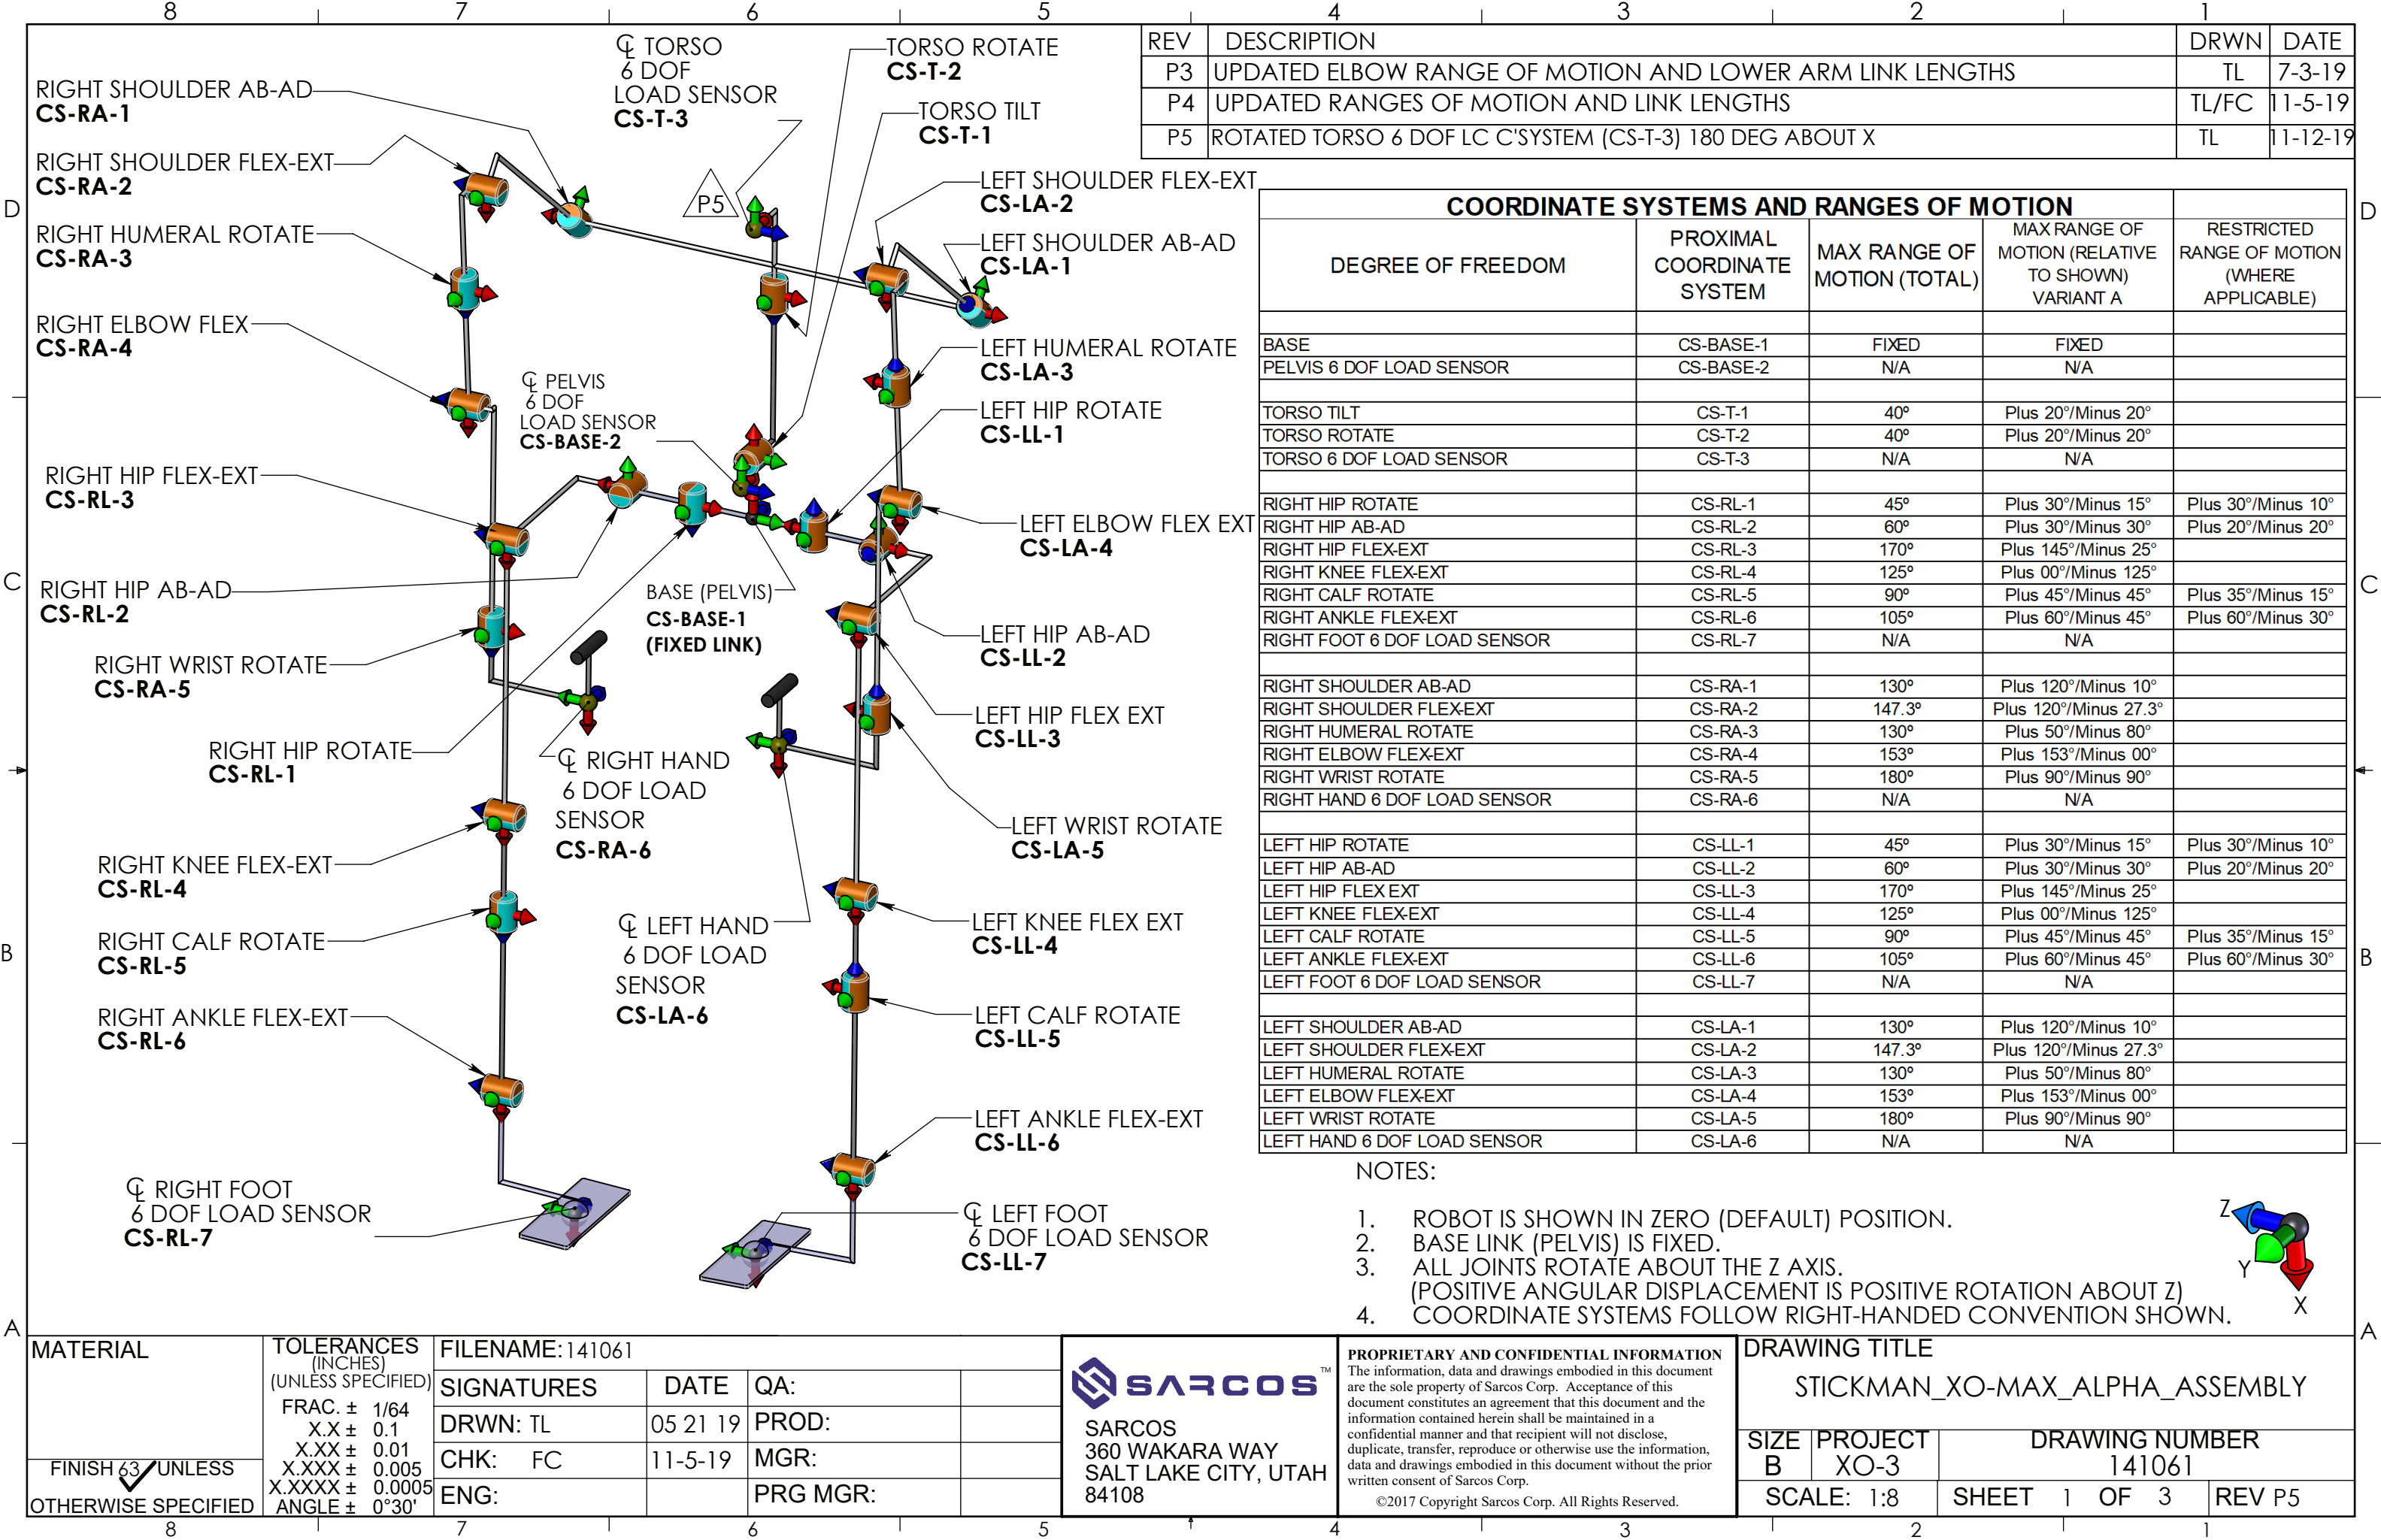 8 7 6 5 4 3 2 1
REV DESCRIPTION DRWN DATE
P3 UPDATED ELBOW RANGE OF MOTION AND LOWER ARM LINK LENGTHS TL 7-3-19
P4 UPDATED RANGES OF MOTION AND LINK LENGTHS TL/FC 11-5-19
P5 ROTATED TORSO 6 DOF LC C'SYSTEM (CS-T-3) 180 DEG ABOUT X TL 11-12-19
RIGHT SHOULDER AB-AD
CS-RA-1
RIGHT SHOULDER FLEX-EXT
CS-RA-2
RIGHT HUMERAL ROTATE
CS-RA-3
RIGHT ELBOW FLEX
CS-RA-4
RIGHT HIP FLEX-EXT
CS-RL-3
RIGHT HIP AB-AD
CS-RL-2
RIGHT WRIST ROTATE
CS-RA-5
RIGHT HIP ROTATE
CS-RL-1
RIGHT KNEE FLEX-EXT
CS-RL-4
RIGHT CALF ROTATE
CS-RL-5
RIGHT ANKLE FLEX-EXT
CS-RL-6
℄ RIGHT FOOT
6 DOF LOAD SENSOR
CS-RL-7
℄ TORSO
6 DOF
LOAD SENSOR
CS-T-3
P5
℄ PELVIS
6 DOF
LOAD SENSOR
CS-BASE-2
BASE (PELVIS)
CS-BASE-1
(FIXED LINK)
℄ RIGHT HAND
6 DOF LOAD
SENSOR
CS-RA-6
℄ LEFT HAND
6 DOF LOAD
SENSOR
CS-LA-6
TORSO ROTATE
CS-T-2
TORSO TILT
CS-T-1
LEFT SHOULDER FLEX-EXT
CS-LA-2
LEFT SHOULDER AB-AD
CS-LA-1
LEFT HUMERAL ROTATE
CS-LA-3
LEFT HIP ROTATE
CS-LL-1
LEFT ELBOW FLEX EXT
CS-LA-4
LEFT HIP AB-AD
CS-LL-2
LEFT HIP FLEX EXT
CS-LL-3
LEFT WRIST ROTATE
CS-LA-5
LEFT KNEE FLEX EXT
CS-LL-4
LEFT CALF ROTATE
CS-LL-5
LEFT ANKLE FLEX-EXT
CS-LL-6
℄ LEFT FOOT
6 DOF LOAD SENSOR
CS-LL-7
COORDINATE SYSTEMS AND RANGES OF MOTION
DEGREE OF FREEDOM
PROXIMAL
COORDINATE
SYSTEM
MAX RANGE OF
MOTION (TOTAL)
MAX RANGE OF
MOTION (RELATIVE
TO SHOWN)
VARIANT A
RESTRICTED
RANGE OF MOTION
(WHERE
APPLICABLE)
BASE CS-BASE-1 FIXED FIXED
PELVIS 6 DOF LOAD SENSOR CS-BASE-2 N/A N/A
TORSO TILT CS-T-1 40º Plus 20°/Minus 20°
TORSO ROTATE CS-T-2 40º Plus 20°/Minus 20°
TORSO 6 DOF LOAD SENSOR CS-T-3 N/A N/A
RIGHT HIP ROTATE CS-RL-1 45º Plus 30°/Minus 15° Plus 30°/Minus 10°
RIGHT HIP AB-AD CS-RL-2 60º Plus 30°/Minus 30° Plus 20°/Minus 20°
RIGHT HIP FLEX-EXT CS-RL-3 170º Plus 145°/Minus 25°
RIGHT KNEE FLEX-EXT CS-RL-4 125º Plus 00°/Minus 125°
RIGHT CALF ROTATE CS-RL-5 90º Plus 45°/Minus 45° Plus 35°/Minus 15°
RIGHT ANKLE FLEX-EXT CS-RL-6 105º Plus 60°/Minus 45° Plus 60°/Minus 30°
RIGHT FOOT 6 DOF LOAD SENSOR CS-RL-7 N/A N/A
RIGHT SHOULDER AB-AD CS-RA-1 130º Plus 120°/Minus 10°
RIGHT SHOULDER FLEX-EXT CS-RA-2 147.3º Plus 120°/Minus 27.3°
RIGHT HUMERAL ROTATE CS-RA-3 130º Plus 50°/Minus 80°
RIGHT ELBOW FLEX-EXT CS-RA-4 153º Plus 153°/Minus 00°
RIGHT WRIST ROTATE CS-RA-5 180º Plus 90°/Minus 90°
RIGHT HAND 6 DOF LOAD SENSOR CS-RA-6 N/A N/A
LEFT HIP ROTATE CS-LL-1 45º Plus 30°/Minus 15° Plus 30°/Minus 10°
LEFT HIP AB-AD CS-LL-2 60º Plus 30°/Minus 30° Plus 20°/Minus 20°
LEFT HIP FLEX EXT CS-LL-3 170º Plus 145°/Minus 25°
LEFT KNEE FLEX-EXT CS-LL-4 125º Plus 00°/Minus 125°
LEFT CALF ROTATE CS-LL-5 90º Plus 45°/Minus 45° Plus 35°/Minus 15°
LEFT ANKLE FLEX-EXT CS-LL-6 105º Plus 60°/Minus 45° Plus 60°/Minus 30°
LEFT FOOT 6 DOF LOAD SENSOR CS-LL-7 N/A N/A
LEFT SHOULDER AB-AD CS-LA-1 130º Plus 120°/Minus 10°
LEFT SHOULDER FLEX-EXT CS-LA-2 147.3º Plus 120°/Minus 27.3°
LEFT HUMERAL ROTATE CS-LA-3 130º Plus 50°/Minus 80°
LEFT ELBOW FLEX-EXT CS-LA-4 153º Plus 153°/Minus 00°
LEFT WRIST ROTATE CS-LA-5 180º Plus 90°/Minus 90°
LEFT HAND 6 DOF LOAD SENSOR CS-LA-6 N/A N/A
NOTES:
1. ROBOT IS SHOWN IN ZERO (DEFAULT) POSITION.
2. BASE LINK (PELVIS) IS FIXED.
3. ALL JOINTS ROTATE ABOUT THE Z AXIS.
(POSITIVE ANGULAR DISPLACEMENT IS POSITIVE ROTATION ABOUT Z)
4. COORDINATE SYSTEMS FOLLOW RIGHT-HANDED CONVENTION SHOWN.
Z
Y
X
D D
C C
B B
A A
MATERIAL
FINISH 63 UNLESS
OTHERWISE SPECIFIED
TOLERANCES
(INCHES)
(UNLESS SPECIFIED)
FRAC. ± 1/64
X.X ± 0.1
X.XX ± 0.01
X.XXX ± 0.005
X.XXXX ± 0.0005
ANGLE ± 0°30'
FILENAME: 141061
SIGNATURES DATE QA:
DRWN: TL 05 21 19 PROD:
CHK: FC 11-5-19 MGR:
ENG: PRG MGR:
SARCOS™
SARCOS
360 WAKARA WAY
SALT LAKE CITY, UTAH
84108
PROPRIETARY AND CONFIDENTIAL INFORMATION
The information, data and drawings embodied in this document
are the sole property of Sarcos Corp. Acceptance of this
document constitutes an agreement that this document and the
information contained herein shall be maintained in a
confidential manner and that recipient will not disclose,
duplicate, transfer, reproduce or otherwise use the information,
data and drawings embodied in this document without the prior
written consent of Sarcos Corp.
©2017 Copyright Sarcos Corp. All Rights Reserved.
DRAWING TITLE
STICKMAN_XO-MAX_ALPHA_ASSEMBLY
SIZE PROJECT DRAWING NUMBER
B XO-3 141061
SCALE: 1:8 SHEET 1 OF 3 REV P5
8 7 6 5 3 2 1